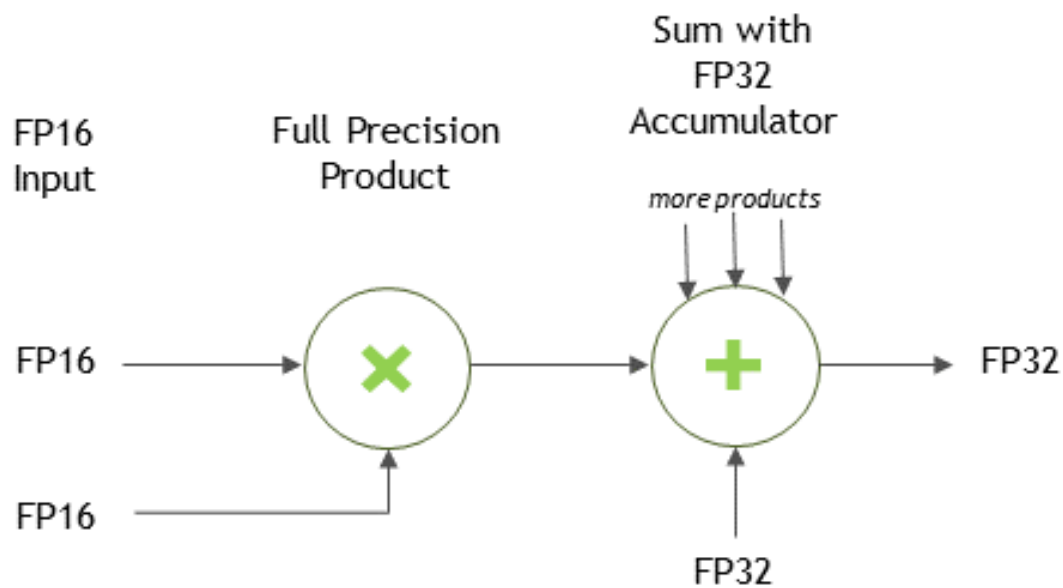 Sum with
FP32
Accumulator
FP16
Input
Full Precision
Product
more products
FP16
FP32
FP16
FP32